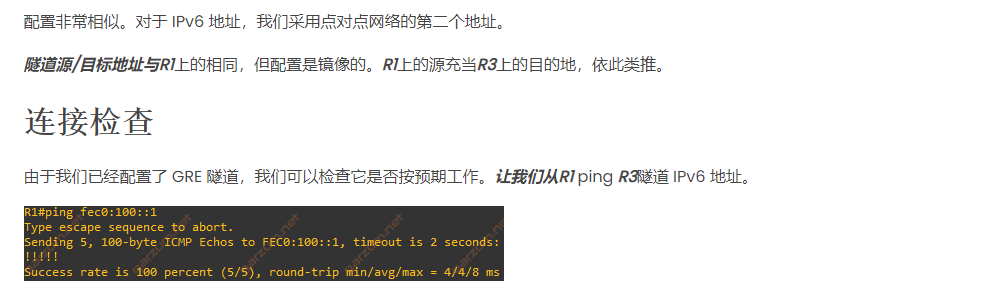 配置非常相似。对于 IPv6 地址，我们采用点对点网络的第二个地址。
隧道源/目标地址与R1上的相同，但配置是镜像的。R1上的源充当R3上的目的地，依此类推。
连接检查
由于我们已经配置了 GRE 隧道，我们可以检查它是否按预期工作。让我们从R1 ping R3隧道 IPv6 地址。
R1#ping fec0:100::1
Type escape sequence to abort.
Sending 5, 100-byte ICMP Echos to FEC0:100::1, timeout is 2 seconds:
!!!!!
Success rate is 100 percent (5/5), round-trip min/avg/max = 4/4/8 ms